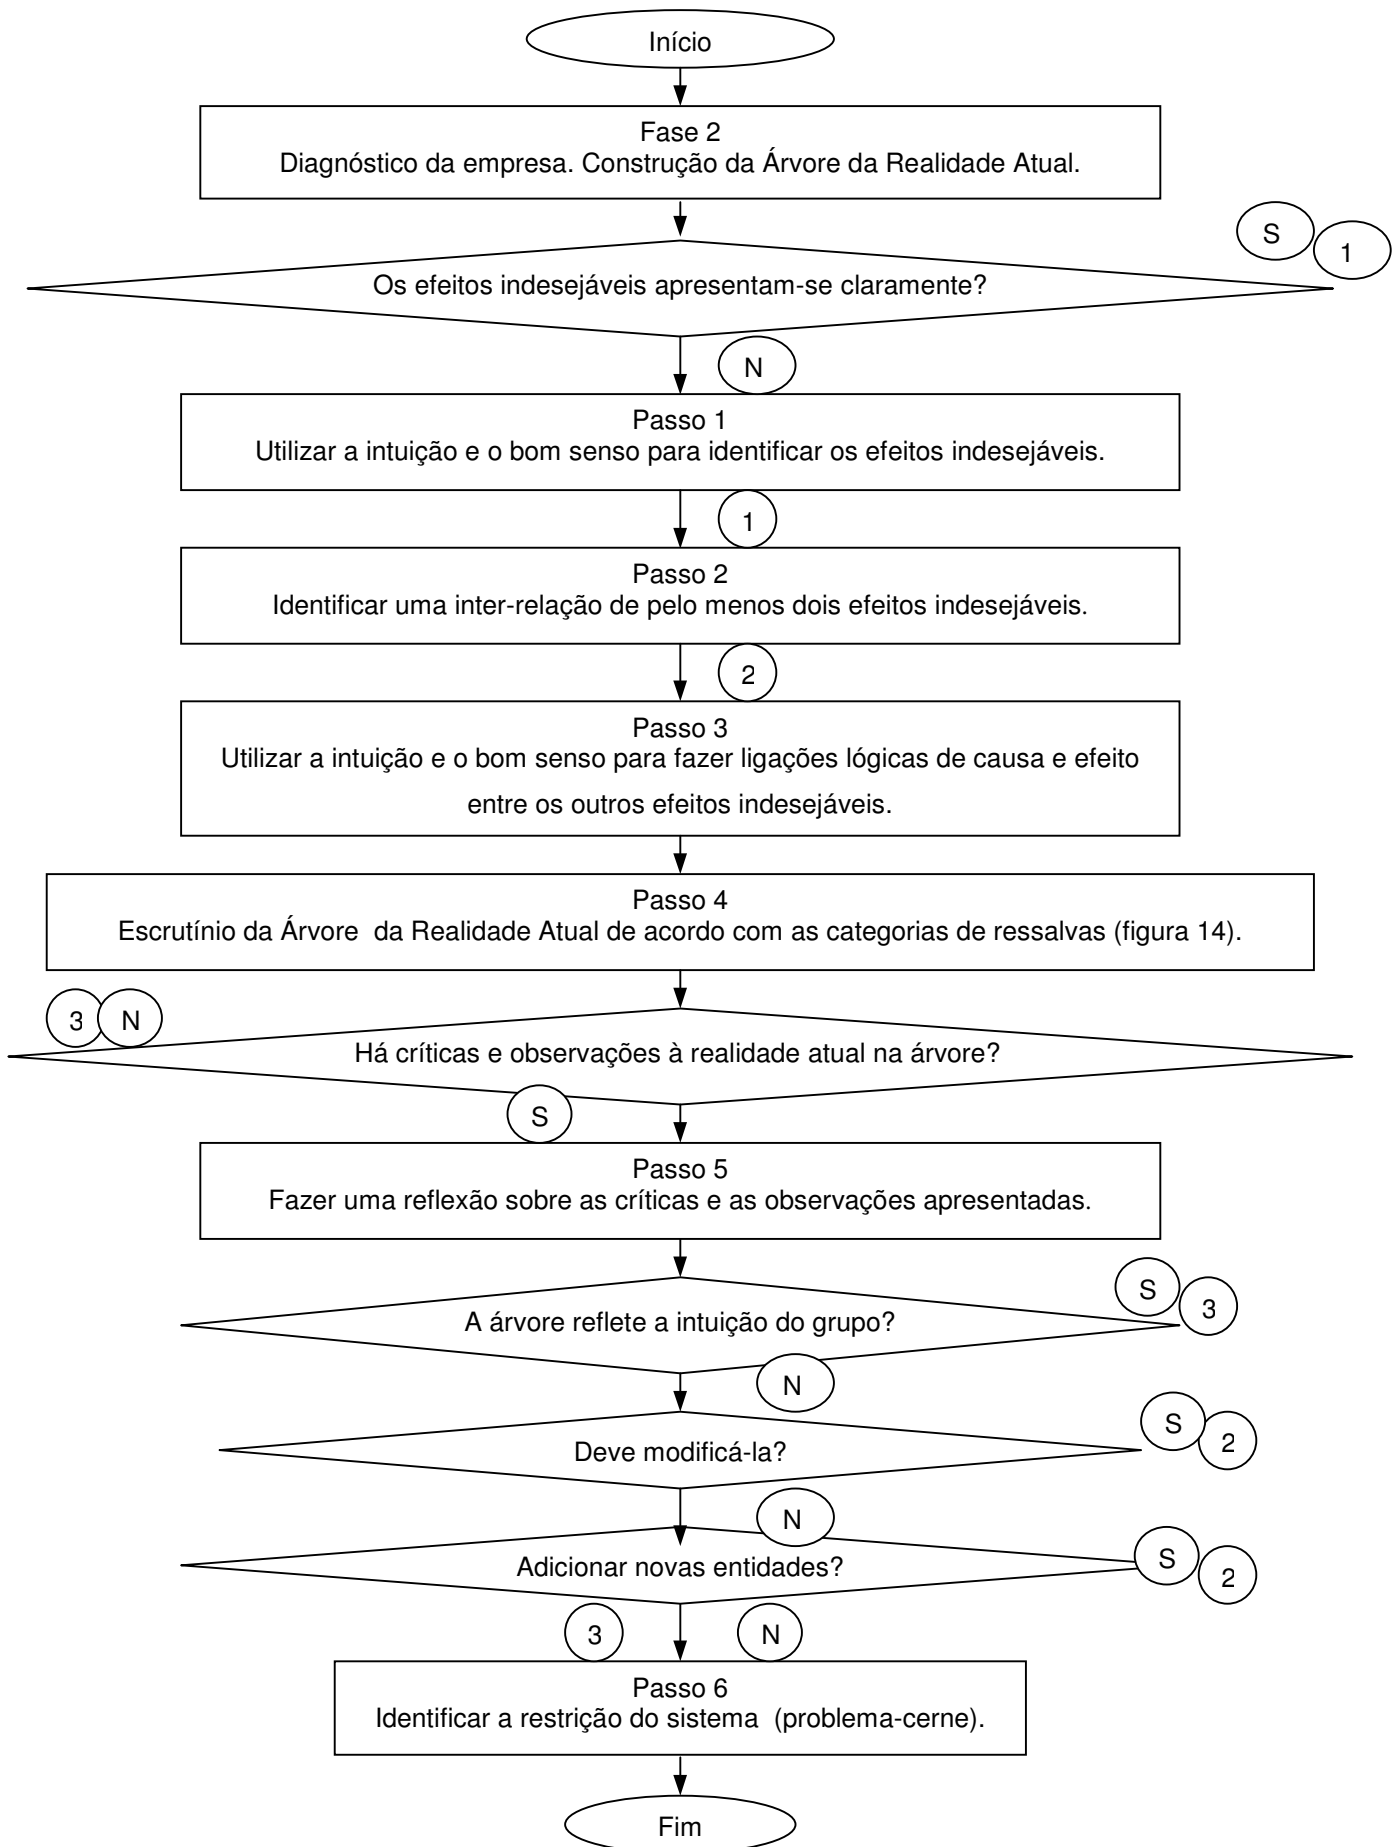 Início
Fase 2
Diagnóstico da empresa. Construção da Árvore da Realidade Atual.
S
1
Os efeitos indesejáveis apresentam-se claramente?
N
Passo 1
Utilizar a intuição e o bom senso para identificar os efeitos indesejáveis.
1
Passo 2
Identificar uma inter-relação de pelo menos dois efeitos indesejáveis.
2
Passo 3
Utilizar a intuição e o bom senso para fazer ligações lógicas de causa e efeito
entre os outros efeitos indesejáveis.
Passo 4
Escrutínio da Árvore da Realidade Atual de acordo com as categorias de ressalvas (figura 14).
3
N
Há críticas e observações à realidade atual na árvore?
S
Passo 5
Fazer uma reflexão sobre as críticas e as observações apresentadas.
S
3
A árvore reflete a intuição do grupo?
N
S
2
Deve modificá-la?
N
S
2
Adicionar novas entidades?
3
N
Passo 6
Identificar a restrição do sistema (problema-cerne).
Fim